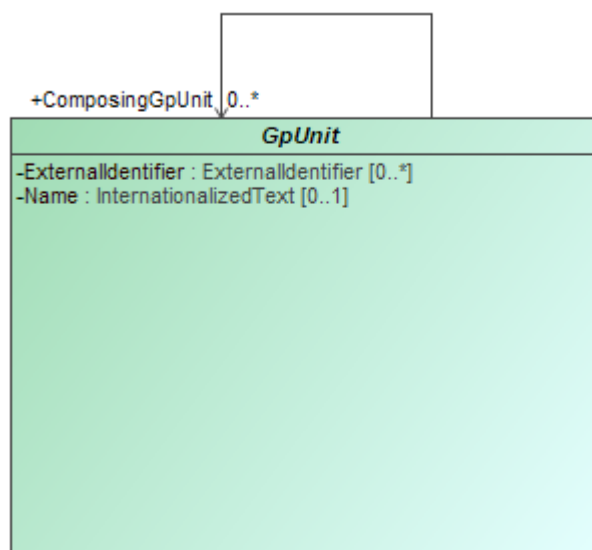 +ComposingGpUnit 0..*
GpUnit
-ExternalIdentifier : ExternalIdentifier [0..*]
-Name : InternationalizedText [0..1]